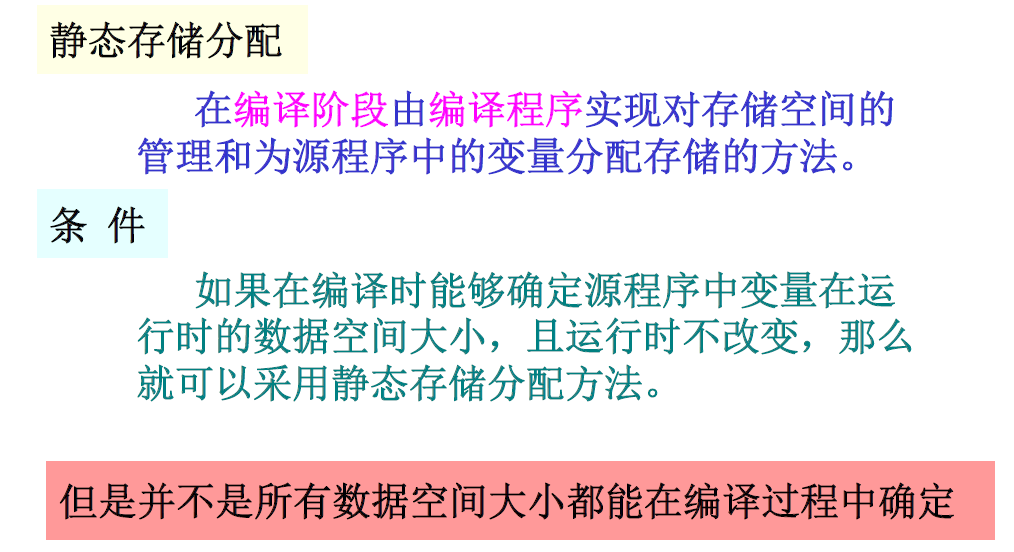 静态存储分配
在编译阶段由编译程序实现对存储空间的
管理和为源程序中的变量分配存储的方法。
条 件
如果在编译时能够确定源程序中变量在运
行时的数据空间大小，且运行时不改变，那么
就可以采用静态存储分配方法。
但是并不是所有数据空间大小都能在编译过程中确定